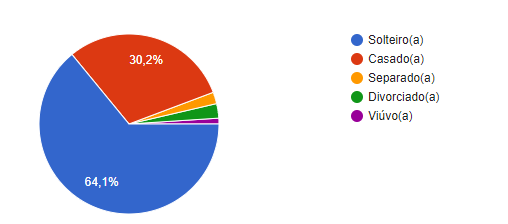 30,2%
64,1%
Solteiro(a)
Casado(a)
Separado(a)
Divorciado(a)
Viúvo(a)